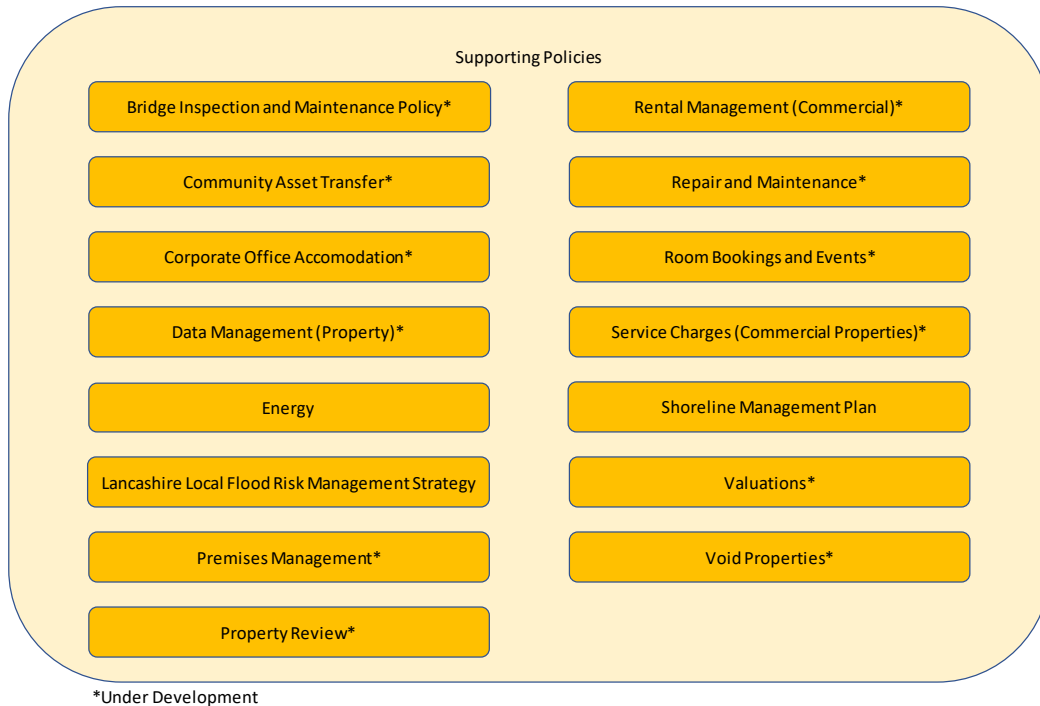 Supporting Policies
Bridge Inspection and Maintenance Policy*
Community Asset Transfer*
Corporate Office Accomodation*
Data Management (Property)*
Energy
Lancashire Local Flood Risk Management Strategy
Premises Management*
Property Review*
Rental Management (Commercial)*
Repair and Maintenance*
Room Bookings and Events*
Service Charges (Commercial Properties)*
Shoreline Management Plan
Valuations*
Void Properties*
*Under Development